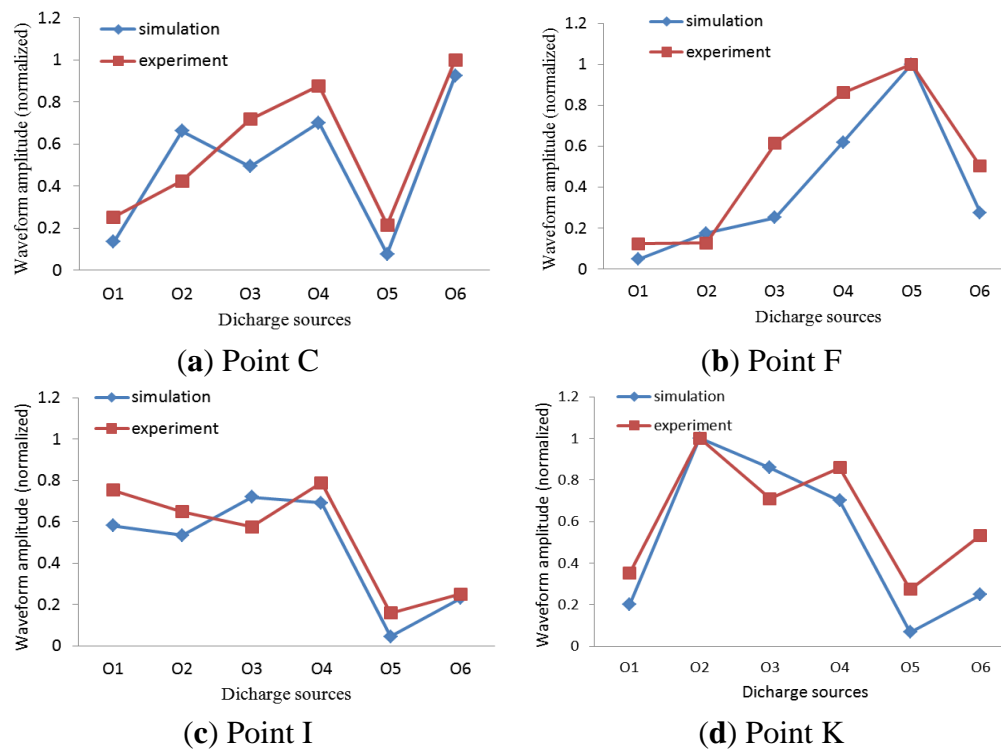 1.2
1
0.8
0.6
0.4
0.2
0
Waveform amplitude (normalized)
simulation
experiment
O1 O2 O3 O4 O5 O6
Dicharge sources
(a) Point C
1.2
1
0.8
0.6
0.4
0.2
0
Waveform amplitude (normalized)
simulation
experiment
O1 O2 O3 O4 O5 O6
Dicharge sources
(b) Point F
1.2
1
0.8
0.6
0.4
0.2
0
Waveform amplitude (normalized)
simulation
experiment
O1 O2 O3 O4 O5 O6
Dicharge sources
(c) Point I
1.2
1
0.8
0.6
0.4
0.2
0
Waveform amplitude (normalized)
simulation
experiment
O1 O2 O3 O4 O5 O6
Dicharge sources
(d) Point K